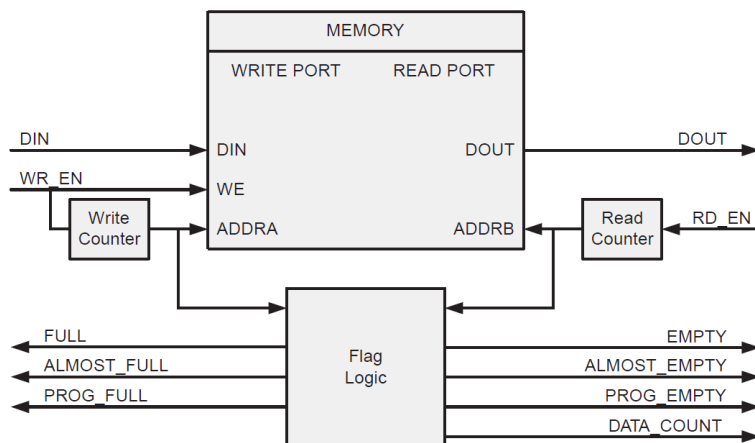 MEMORY
WRITE PORT READ PORT
DIN DIN DOUT DOUT
WR_EN WE
Write
Counter
ADDRA ADDRB
Read
Counter
RD_EN
FULL
ALMOST_FULL
PROG_FULL
Flag
Logic
EMPTY
ALMOST_EMPTY
PROG_EMPTY
DATA_COUNT